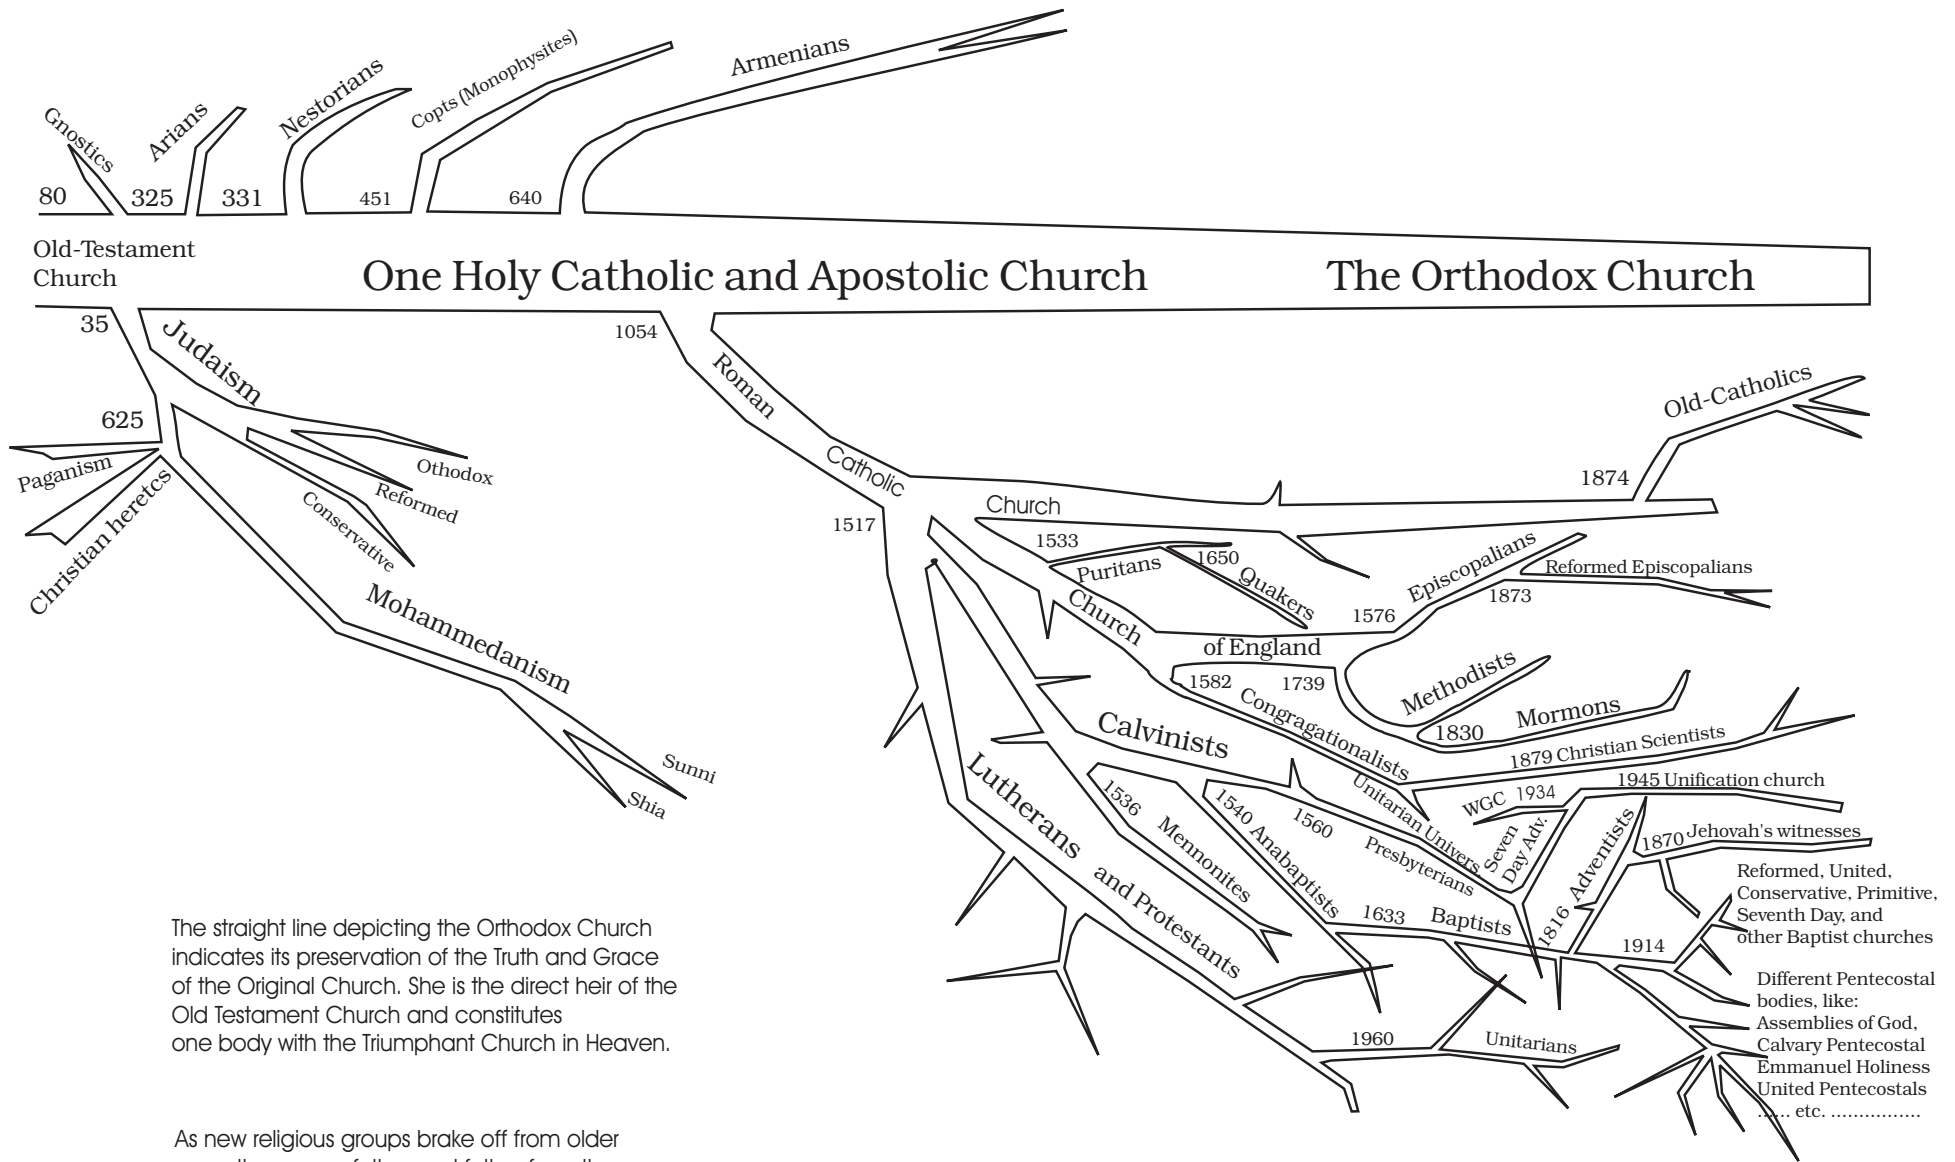 Gnostics
Arians
Nestorians
Copts (Monophysites)
Armenians
80
325
331
451
640
Old-Testament
Church
One Holy Catholic and Apostolic Church
The Orthodox Church
35
Judaism
625
Paganism
Christian heretcs
Othodox
Reformed
Conservative
Mohammedanism
Sunni
Shia
1054
Roman
Catholic
Church
1517
1874
Old-Catholics
1533
Puritans
1650
Quakers
Church
of England
1576
Episcopalians
1873
Reformed Episcopalians
1582
Congragationalists
1739
Methodists
1830
Mormons
1879 Christian Scientists
Calvinists
Unitarian Univers
WGC 1934
1945 Unification church
Seven
Day Adv.
1816 Adventists
1870 Jehovah's witnesses
Lutherans
and Protestants
1536
Mennonites
1540 Anabaptists
1560
Presbyterians
1633
Baptists
1914
Reformed, United,
Conservative, Primitive,
Seventh Day, and
other Baptist churches
Different Pentecostal
bodies, like:
Assemblies of God,
Calvary Pentecostal
Emmanuel Holiness
United Pentecostals
...... etc. ................
1960
Unitarians
The straight line depicting the Orthodox Church
indicates its preservation of the Truth and Grace
of the Original Church. She is the direct heir of the
Old Testament Church and constitutes
one body with the Triumphant Church in Heaven.
As new religious groups brake off from older